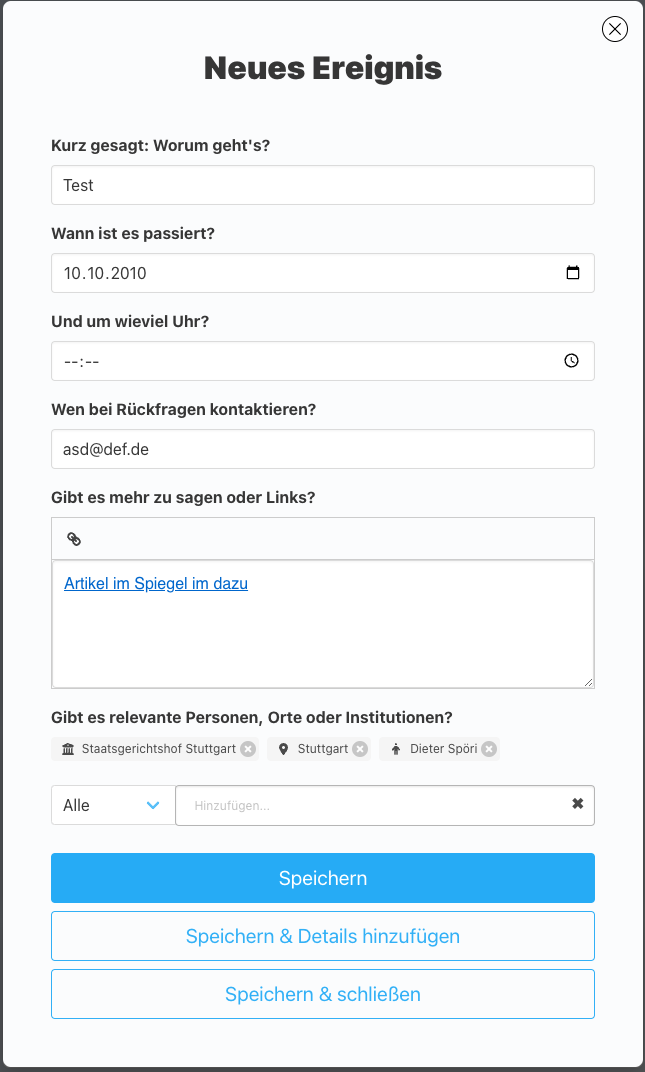 Neues Ereignis
Kurz gesagt: Worum geht's?
Test
Wann ist es passiert?
10.10.2010
Und um wieviel Uhr?
--:--
Wen bei Rückfragen kontaktieren?
asd@def.de
Gibt es mehr zu sagen oder Links?
Artikel im Spiegel im dazu
Gibt es relevante Personen, Orte oder Institutionen?
Staatsgerichtshof Stuttgart Stuttgart Dieter Spöri
Alle Hinzufügen...
Speichern
Speichern & Details hinzufügen
Speichern & schließen